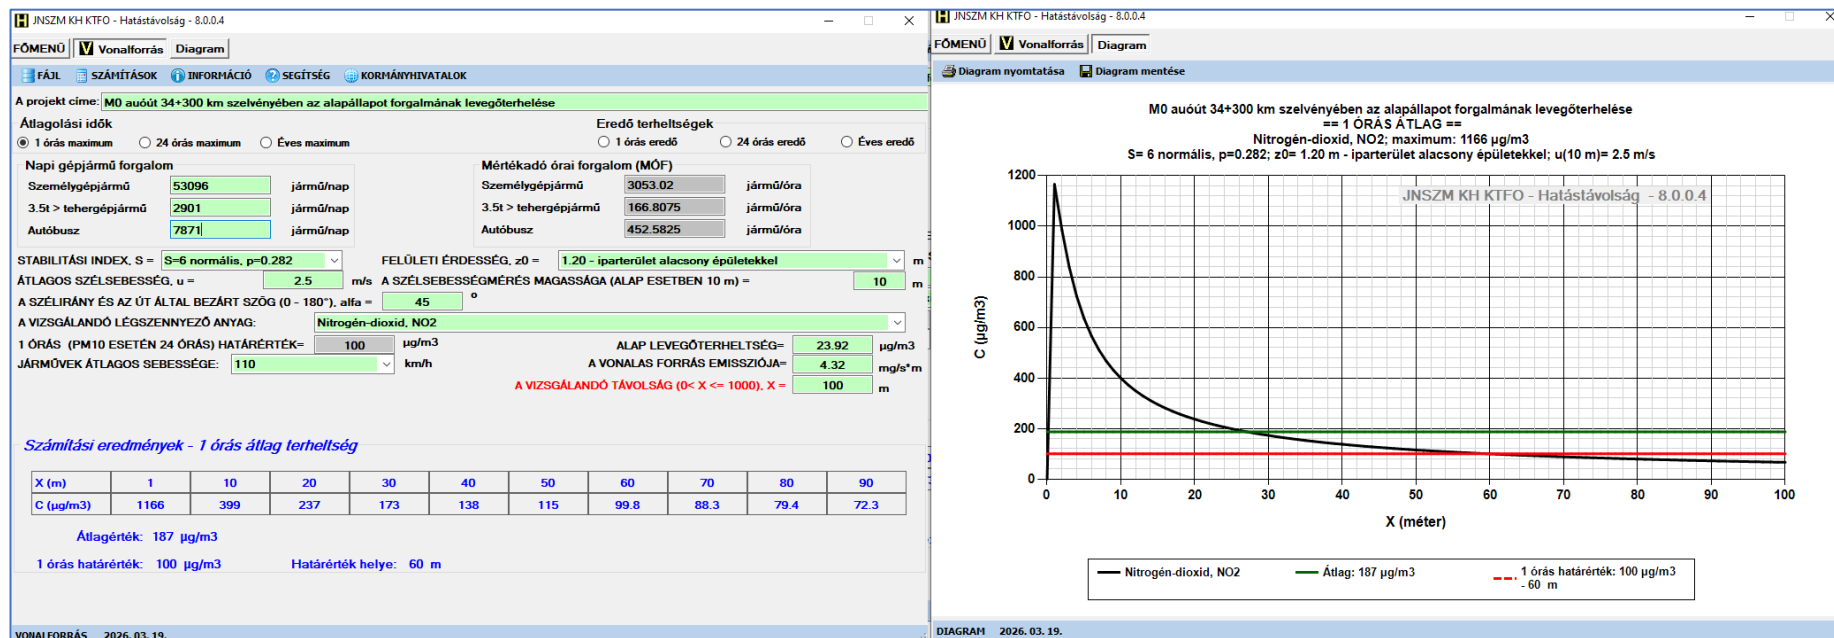 JNSZM KH KTFO - Hatástávolság - 8.0.0.4
FŐMENÜ Vonalforrás Diagram
FÁJL SZÁMÍTÁSOK INFORMÁCIÓ SEGÍTSÉG KORMÁNYHIVATALOK
A projekt címe: M0 auóút 34+300 km szelvényében az alapállapot forgalmának levegőterhelése
Átlagolási idők Eredő terheltségek
1 órás maximum 24 órás maximum Éves maximum 1 órás eredő 24 órás eredő Éves eredő
Napi gépjármű forgalom Mértékadó órai forgalom (MÓF)
Személygépjármű 53096 jármű/nap Személygépjármű 3053.02 jármű/óra
3.5t > tehergépjármű 2901 jármű/nap 3.5t > tehergépjármű 166.8075 jármű/óra
Autóbusz 7871 jármű/nap Autóbusz 452.5825 jármű/óra
STABILITÁSI INDEX, S = S=6 normális, p=0.282 FELÜLETI ÉRDESSÉG, z0 = 1.20 - iparterület alacsony épületekkel m
ÁTLAGOS SZÉLSEBESSÉG, u = 2.5 m/s A SZÉLSEBESSÉGMÉRÉS MAGASSÁGA (ALAP ESETBEN 10 m) = 10 m
A SZÉLIRÁNY ÉS AZ ÚT ÁLTAL BEZÁRT SZÖG (0 - 180°), alfa = 45 °
A VIZSGÁLANDÓ LÉGSZENNYEZŐ ANYAG: Nitrogén-dioxid, NO2
1 ÓRÁS (PM10 ESETÉN 24 ÓRÁS) HATÁRÉRTÉK= 100 µg/m3 ALAP LEVEGŐTERHELTSÉG= 23.92 µg/m3
JÁRMŰVEK ÁTLAGOS SEBESSÉGE: 110 km/h A VONALAS FORRÁS EMISSZIÓJA= 4.32 mg/s*m
A VIZSGÁLANDÓ TÁVOLSÁG (0< X <= 1000), X = 100 m
Számítási eredmények - 1 órás átlag terheltség
X (m) 1 10 20 30 40 50 60 70 80 90
C (µg/m3) 1166 399 237 173 138 115 99.8 88.3 79.4 72.3
Átlagérték: 187 µg/m3
1 órás határérték: 100 µg/m3 Határérték helye: 60 m
VONALFORRÁS 2026. 03. 19.
JNSZM KH KTFO - Hatástávolság - 8.0.0.4
FŐMENÜ Vonalforrás Diagram
Diagram nyomtatása Diagram mentése
M0 auóút 34+300 km szelvényében az alapállapot forgalmának levegőterhelése
== 1 ÓRÁS ÁTLAG ==
Nitrogén-dioxid, NO2; maximum: 1166 µg/m3
S= 6 normális, p=0.282; z0= 1.20 m - iparterület alacsony épületekkel; u(10 m)= 2.5 m/s
JNSZM KH KTFO - Hatástávolság - 8.0.0.4
1200
1000
800
600
400
200
0
C (µg/m3)
0 10 20 30 40 50 60 70 80 90 100
X (méter)
Nitrogén-dioxid, NO2 Átlag: 187 µg/m3 1 órás határérték: 100 µg/m3
- 60 m
DIAGRAM 2026. 03. 19.